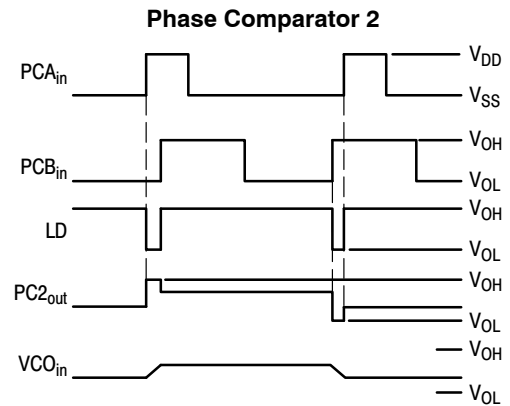 Phase Comparator 2
PCAin
VDD
VSS
PCBin
VOH
VOL
LD
VOH
VOL
PC2out
VOH
VOL
VCOin
VOH
VOL